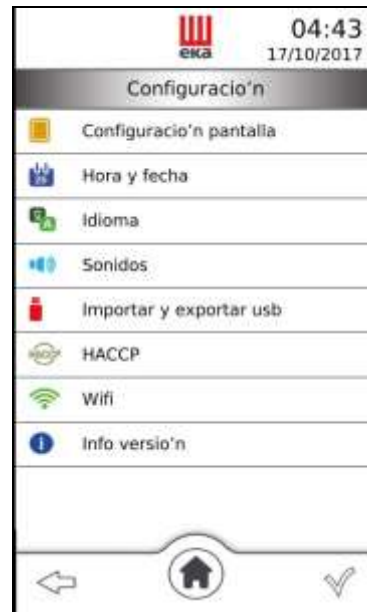 04:43
eka
17/10/2017
Configuracio'n
Configuracio'n pantalla
Hora y fecha
Idioma
Sonidos
Importar y exportar usb
HACCP
HACCP
Wifi
Info versio'n